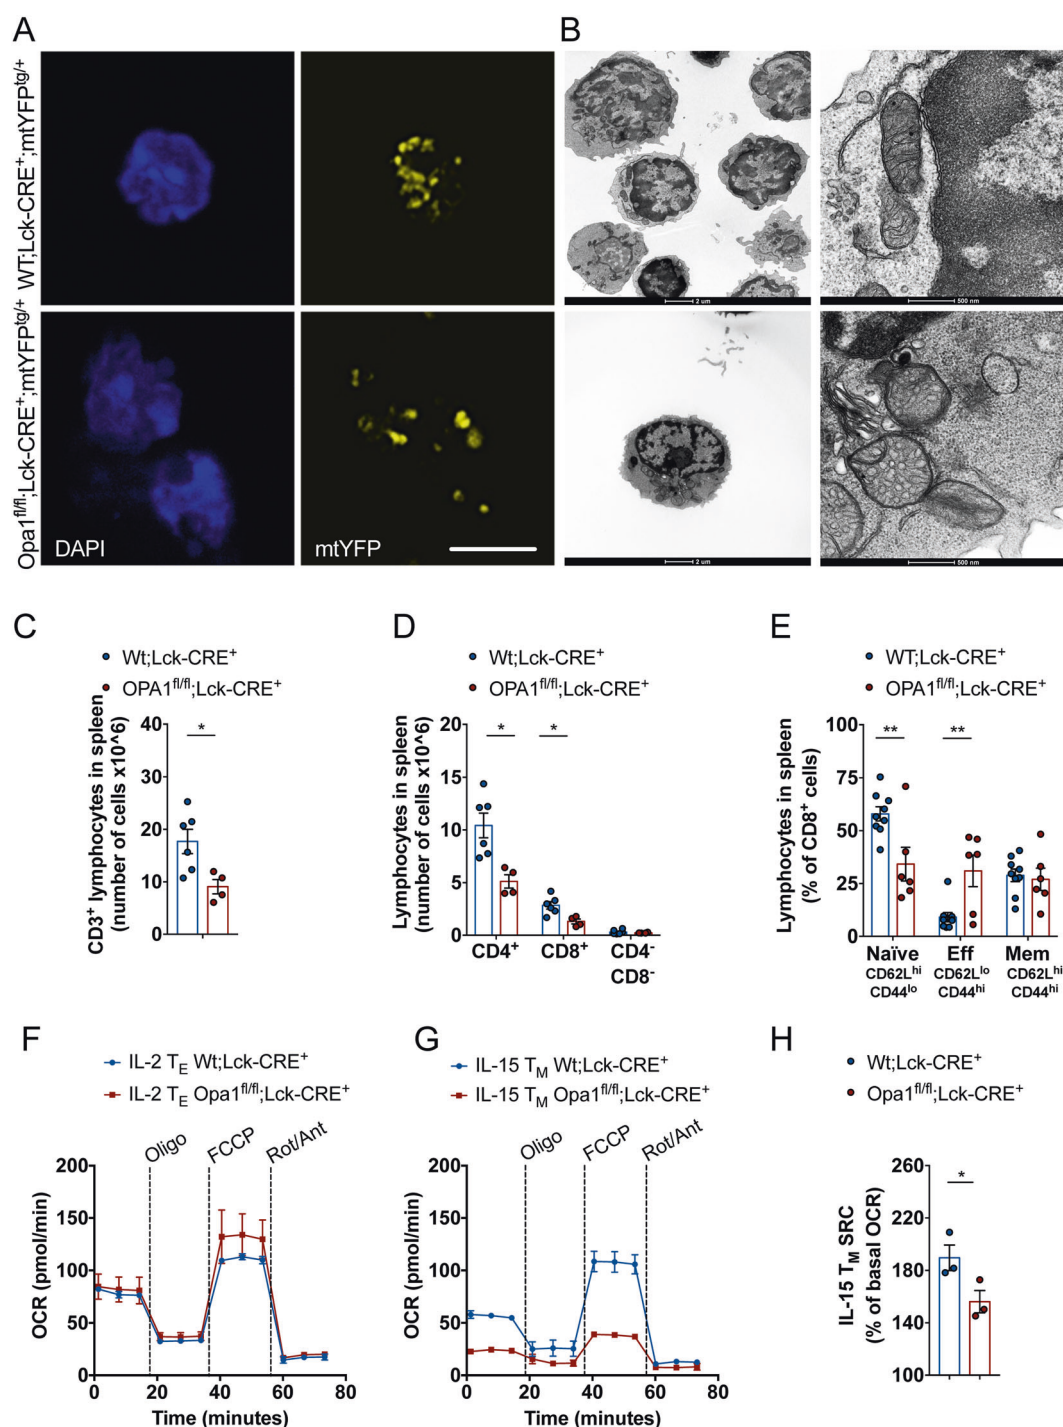 A
B
WT;Lck-CRE⁺;mtYFPᵗᵍ/⁺
Opa1ᶠˡ/ᶠˡ;Lck-CRE⁺;mtYFPᵗᵍ/⁺
DAPI
mtYFP
2 um
500 nm
2 um
500 nm
C
Wt;Lck-CRE⁺
OPA1ᶠˡ/ᶠˡ;Lck-CRE⁺
CD3⁺ lymphocytes in spleen
(number of cells x10^6)
40
30
20
10
0
*
D
Wt;Lck-CRE⁺
OPA1ᶠˡ/ᶠˡ;Lck-CRE⁺
Lymphocytes in spleen
(number of cells x10^6)
20
15
10
5
0
* *
CD4⁺ CD8⁺ CD4⁻
CD8⁻
E
WT;Lck-CRE⁺
OPA1ᶠˡ/ᶠˡ;Lck-CRE⁺
Lymphocytes in spleen
(% of CD8⁺ cells)
100
75
50
25
0
** **
Naïve Eff Mem
CD62Lʰⁱ CD62Lˡᵒ CD62Lʰⁱ
CD44ˡᵒ CD44ʰⁱ CD44ʰⁱ
F
IL-2 T_E Wt;Lck-CRE⁺
IL-2 T_E Opa1ᶠˡ/ᶠˡ;Lck-CRE⁺
Oligo FCCP Rot/Ant
OCR (pmol/min)
200
150
100
50
0
0 20 40 60 80
Time (minutes)
G
IL-15 T_M Wt;Lck-CRE⁺
IL-15 T_M Opa1ᶠˡ/ᶠˡ;Lck-CRE⁺
Oligo FCCP Rot/Ant
OCR (pmol/min)
200
150
100
50
0
0 20 40 60 80
Time (minutes)
H
Wt;Lck-CRE⁺
Opa1ᶠˡ/ᶠˡ;Lck-CRE⁺
IL-15 T_M SRC
(% of basal OCR)
260
220
180
140
100
*